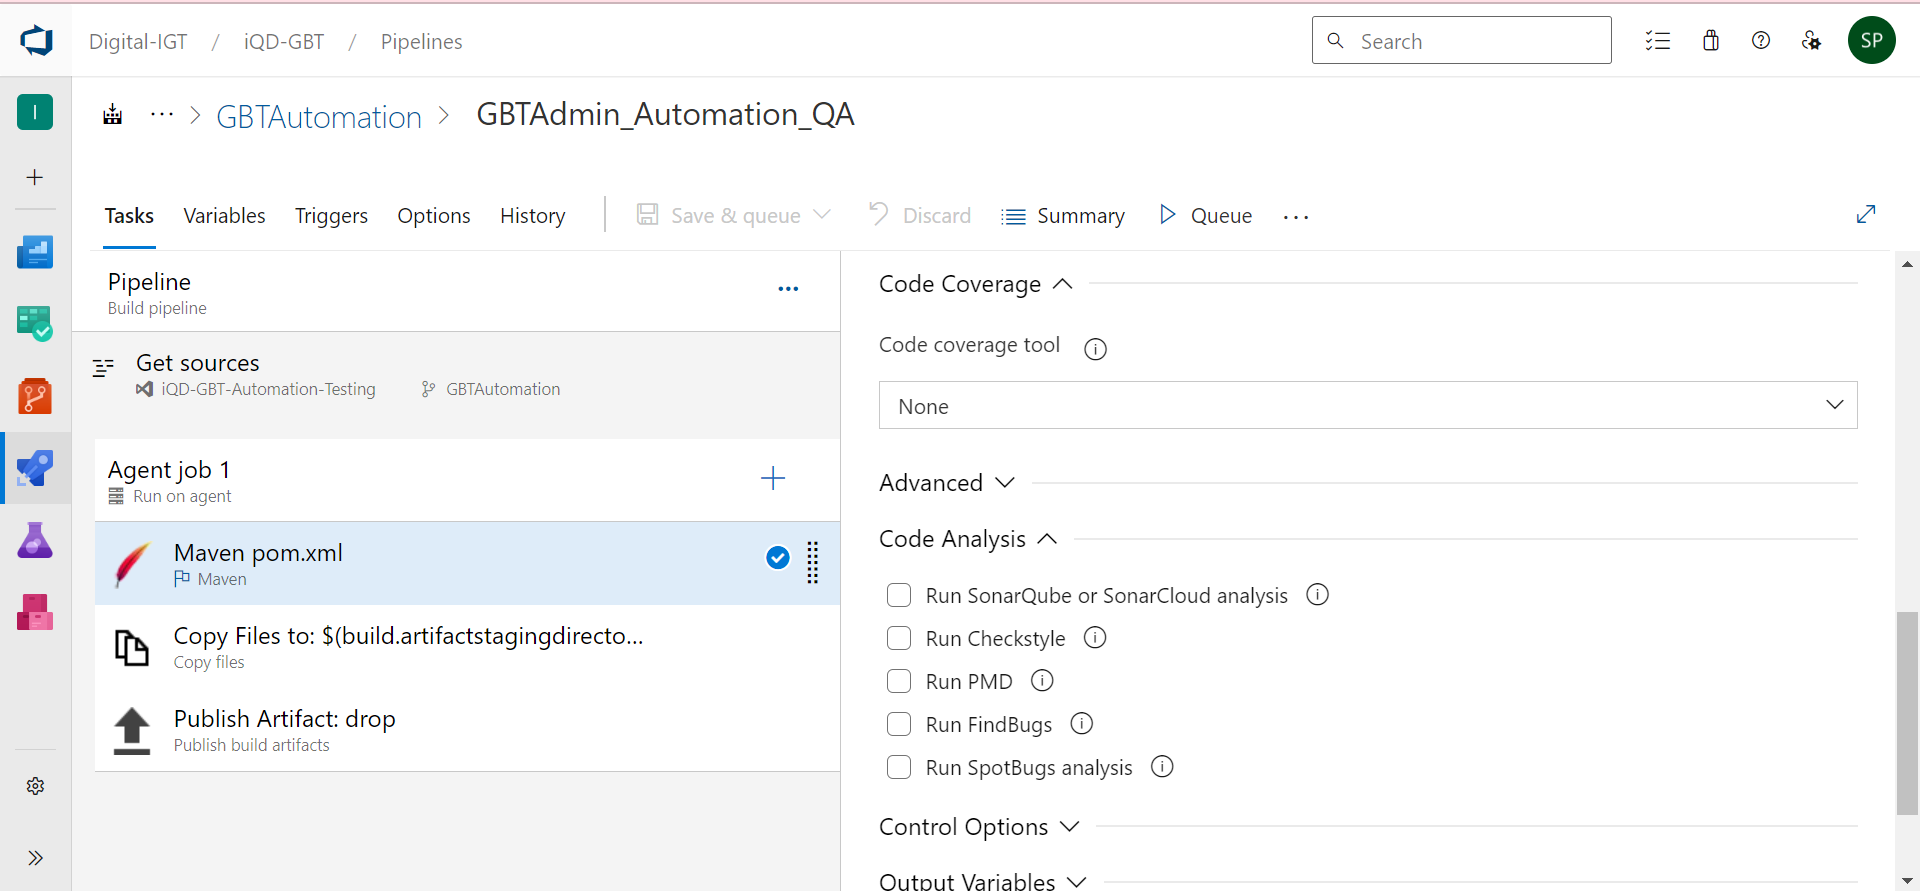 Digital-IGT / iQD-GBT / Pipelines
Search
SP
I
GBTAutomation > GBTAdmin_Automation_QA
Tasks Variables Triggers Options History Save & queue Discard Summary Queue ...
Pipeline
Build pipeline
Get sources
iQD-GBT-Automation-Testing GBTAutomation
Agent job 1
Run on agent
Maven pom.xml
Maven
Copy Files to: $(build.artifactstagingdirecto...
Copy files
Publish Artifact: drop
Publish build artifacts
Code Coverage
Code coverage tool
None
Advanced
Code Analysis
Run SonarQube or SonarCloud analysis
Run Checkstyle
Run PMD
Run FindBugs
Run SpotBugs analysis
Control Options
Output Variables